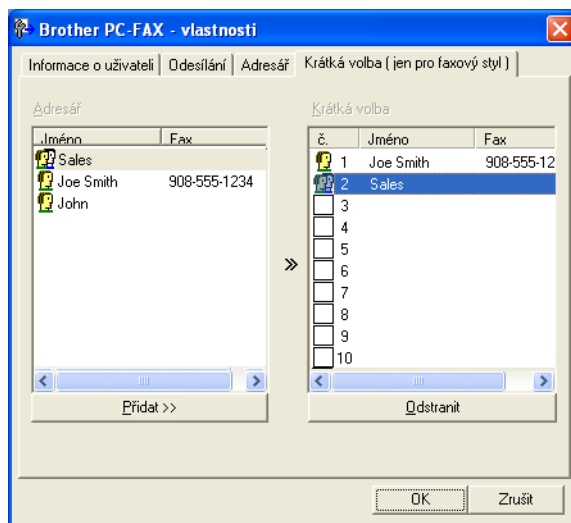 Brother PC-FAX - vlastnosti
Informace o uživateli Odesílání Adresář Krátká volba ( jen pro faxový styl )
Adresář
Jméno Fax
Sales
Joe Smith 908-555-1234
John
Přidat >>
»
Krátká volba
č. Jméno Fax
1 Joe Smith 908-555-12
2 Sales
3
4
5
6
7
8
9
10
Odstranit
OK Zrušit